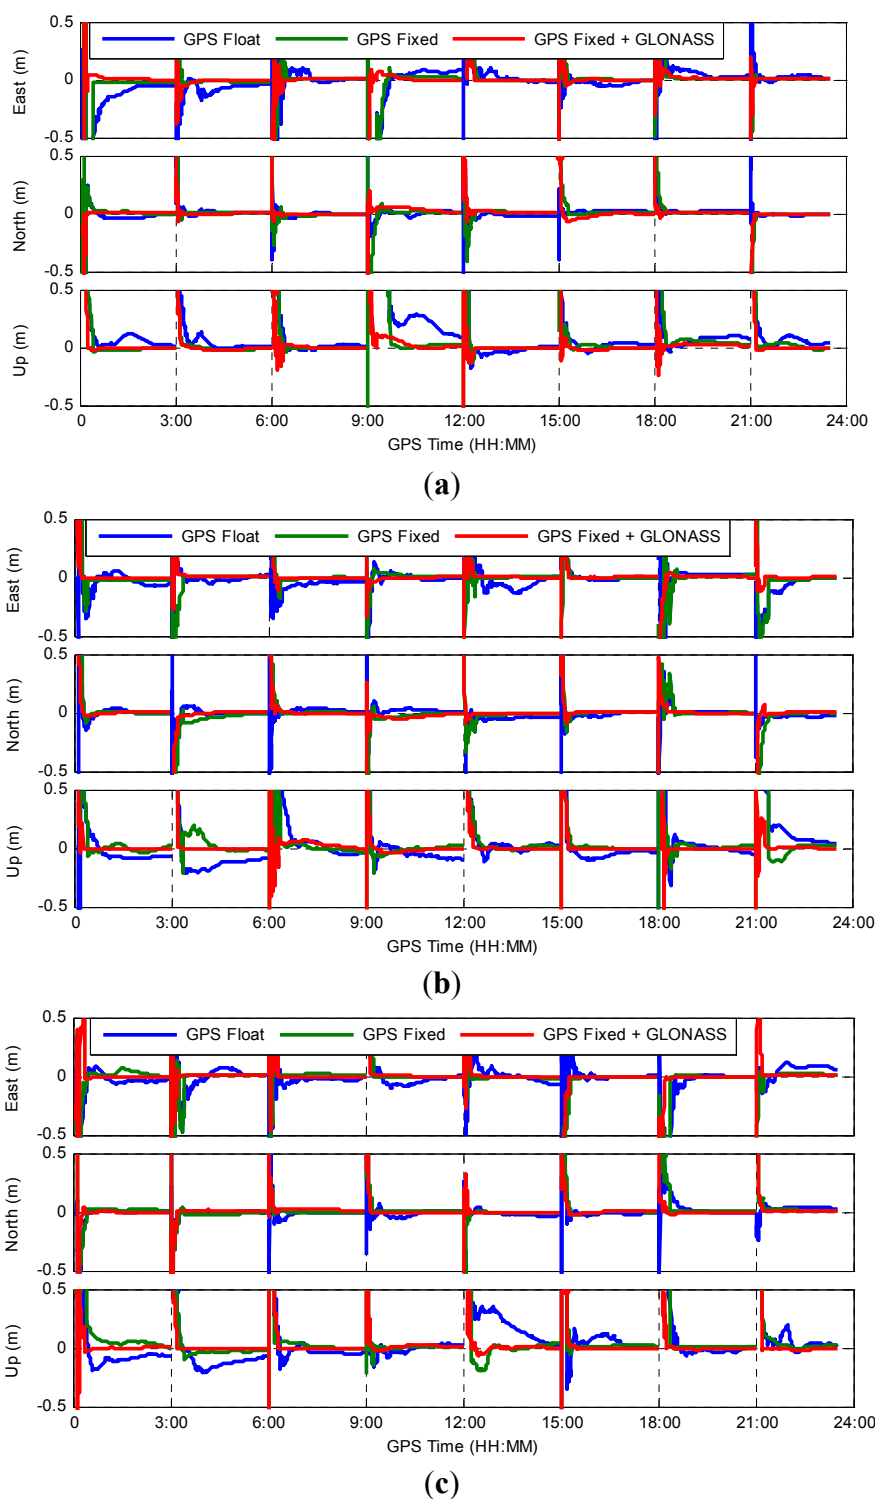 GPS Float GPS Fixed GPS Fixed + GLONASS
East (m)
0.5
0
-0.5
North (m)
0.5
0
-0.5
Up (m)
0.5
0
-0.5
0 3:00 6:00 9:00 12:00 15:00 18:00 21:00 24:00
GPS Time (HH:MM)
(a)
GPS Float GPS Fixed GPS Fixed + GLONASS
East (m)
0.5
0
-0.5
North (m)
0.5
0
-0.5
Up (m)
0.5
0
-0.5
0 3:00 6:00 9:00 12:00 15:00 18:00 21:00 24:00
GPS Time (HH:MM)
(b)
GPS Float GPS Fixed GPS Fixed + GLONASS
East (m)
0.5
0
-0.5
North (m)
0.5
0
-0.5
Up (m)
0.5
0
-0.5
0 3:00 6:00 9:00 12:00 15:00 18:00 21:00 24:00
GPS Time (HH:MM)
(c)